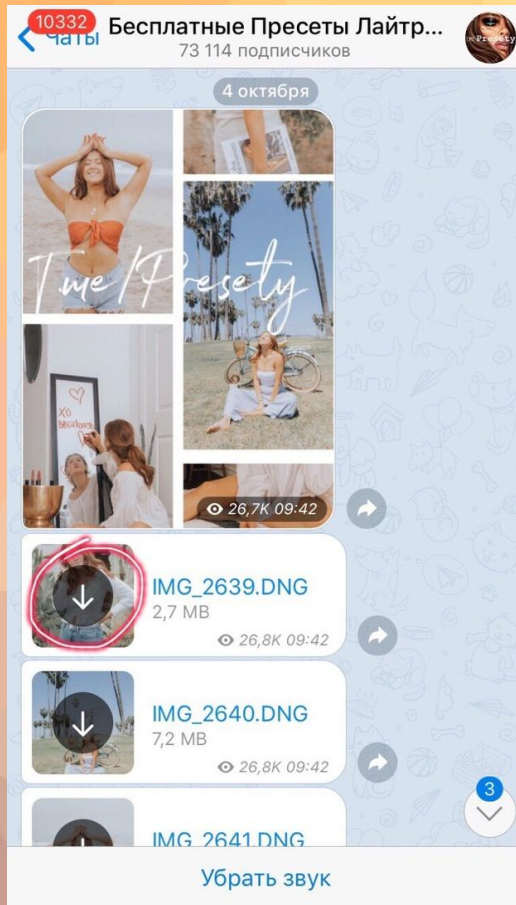 10332
Чаты
Бесплатные Пресеты Лайтр...
73 114 подписчиков
Presety
4 октября
T.me/Presety
XO
26,7K 09:42
IMG_2639.DNG
2,7 MB
26,8K 09:42
IMG_2640.DNG
7,2 MB
26,8K 09:42
3
IMG_2641.DNG
Убрать звук